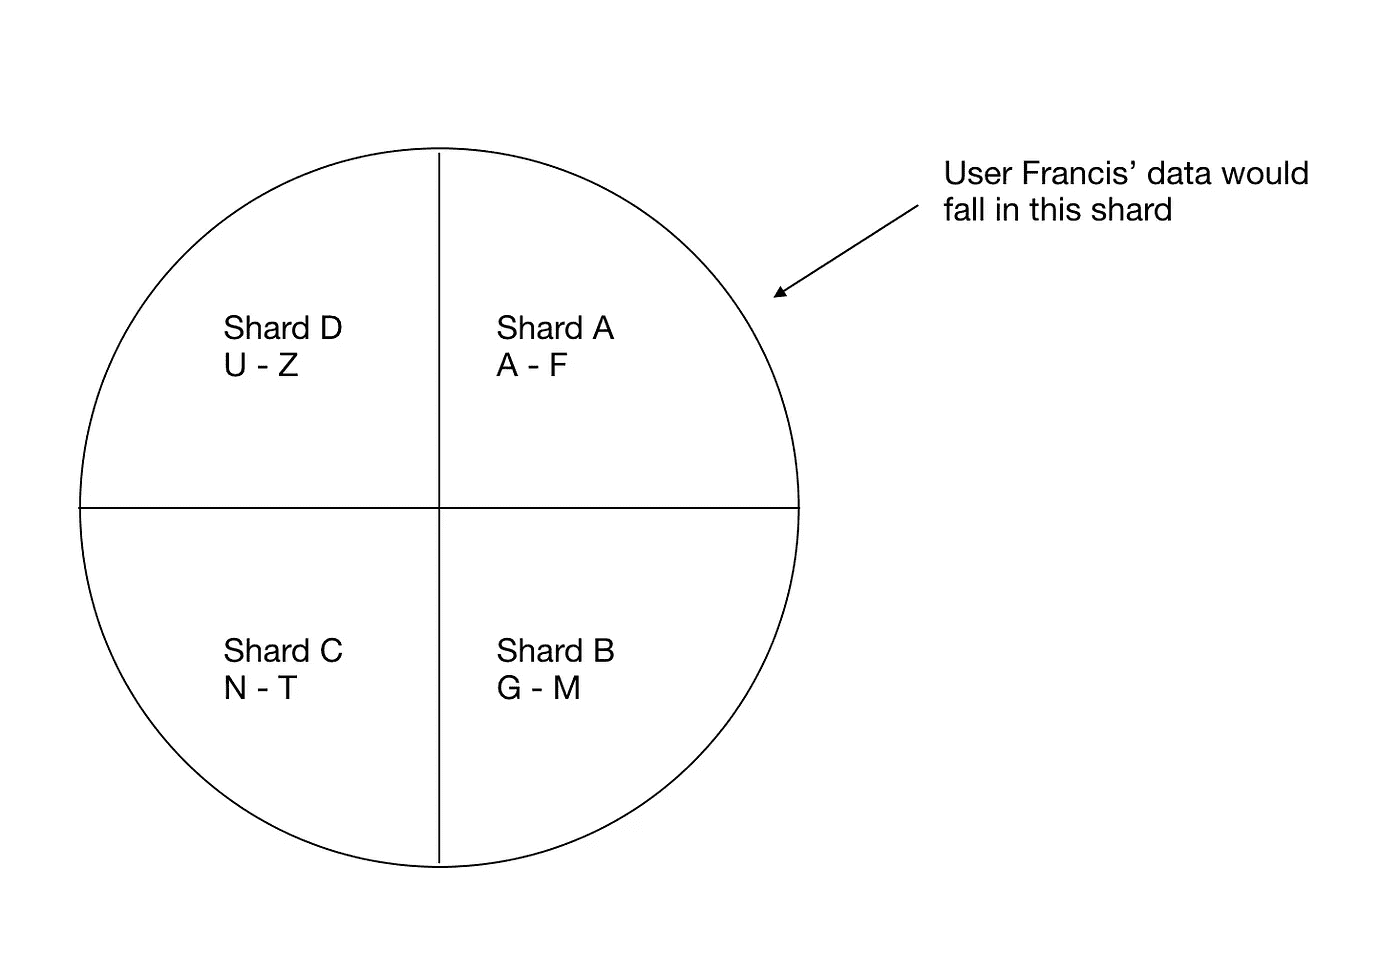 User Francis’ data would
fall in this shard
Shard D
U - Z
Shard A
A - F
Shard C
N - T
Shard B
G - M